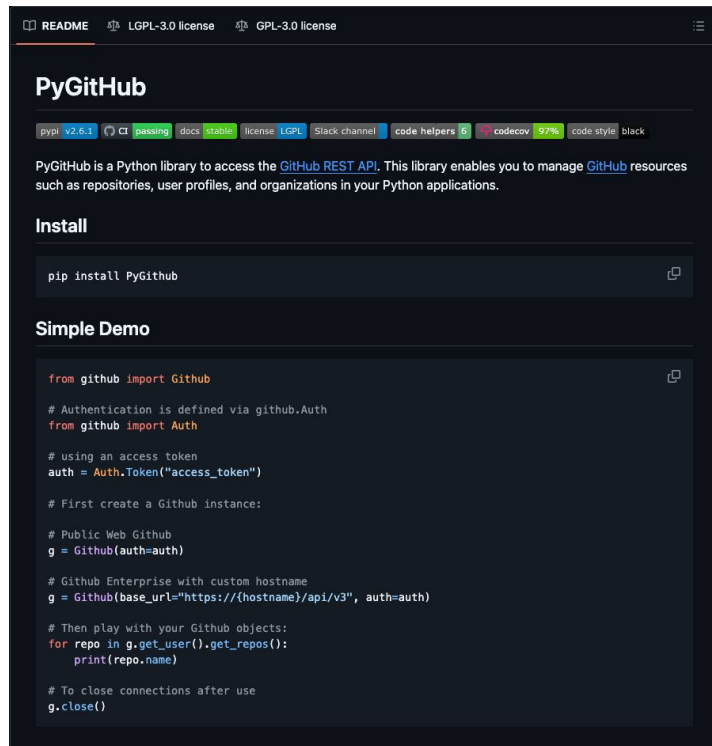 README LGPL-3.0 license GPL-3.0 license
PyGitHub
pypi v2.6.1 CI passing docs stable license LGPL Slack channel code helpers 6 codecov 97% code style black
PyGitHub is a Python library to access the GitHub REST API. This library enables you to manage GitHub resources
such as repositories, user profiles, and organizations in your Python applications.
Install
pip install PyGithub
Simple Demo
from github import Github
# Authentication is defined via github.Auth
from github import Auth
# using an access token
auth = Auth.Token("access_token")
# First create a Github instance:
# Public Web Github
g = Github(auth=auth)
# Github Enterprise with custom hostname
g = Github(base_url="https://{hostname}/api/v3", auth=auth)
# Then play with your Github objects:
for repo in g.get_user().get_repos():
    print(repo.name)
# To close connections after use
g.close()